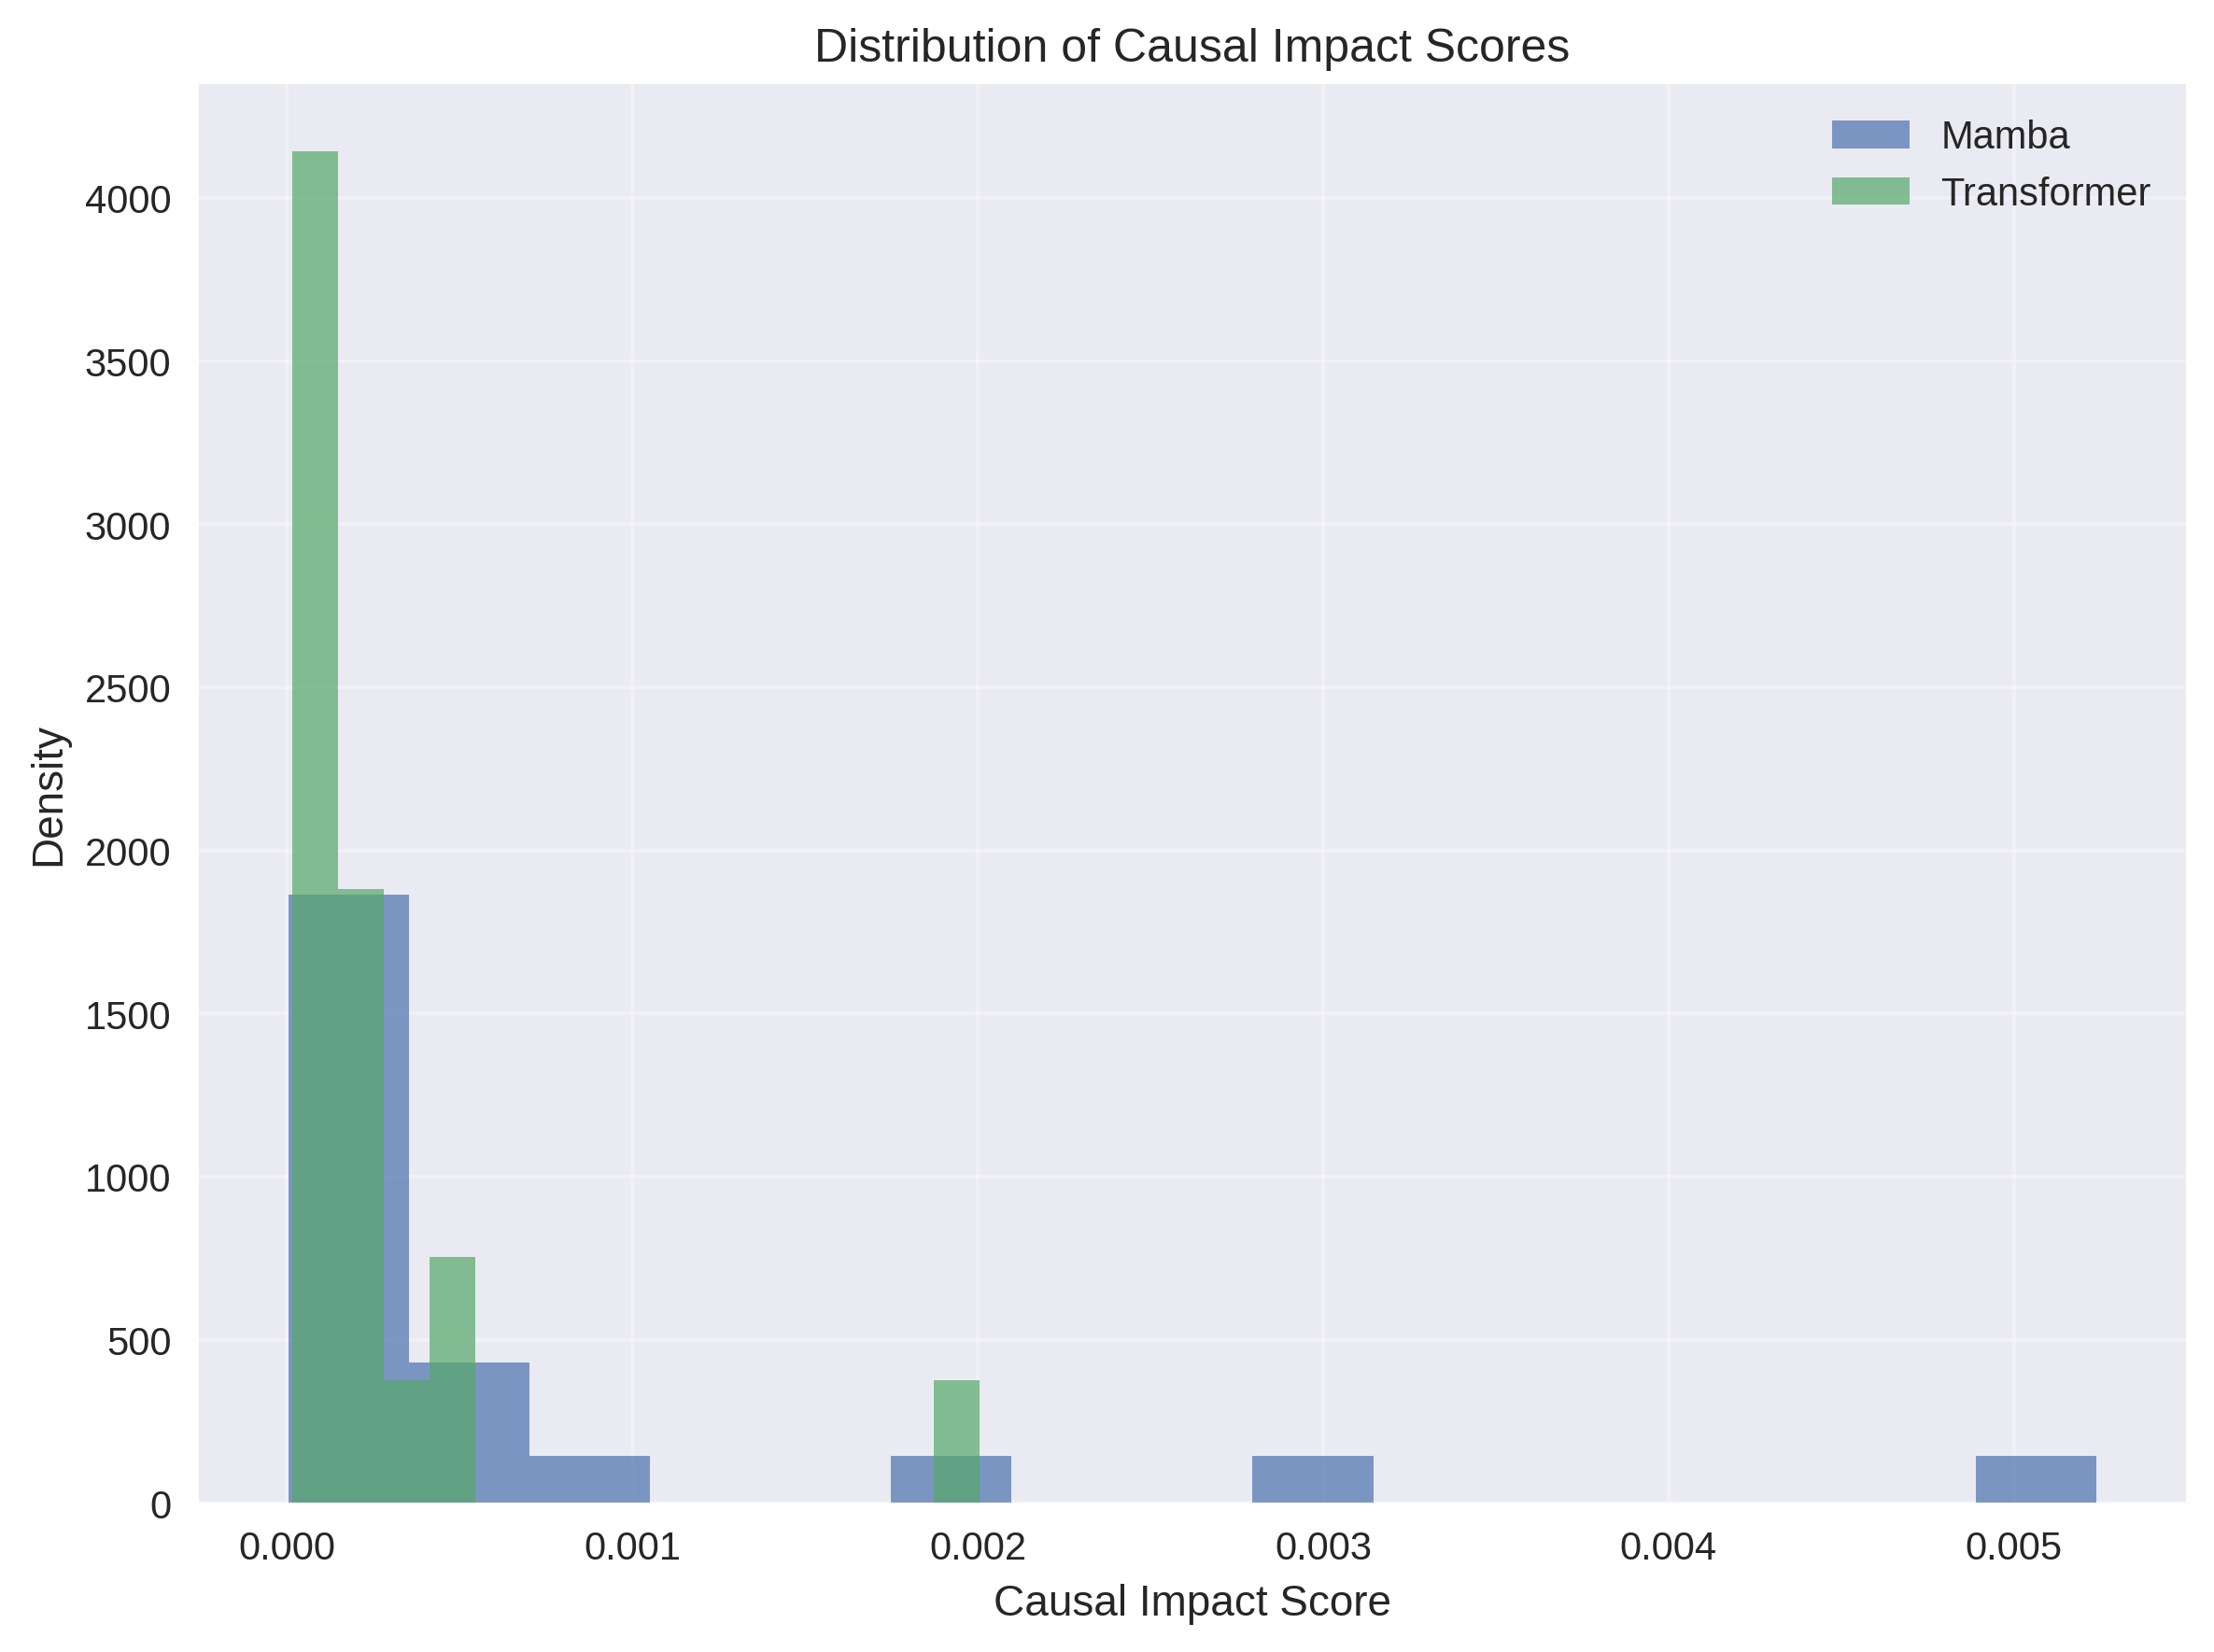 Distribution of Causal Impact Scores
Mamba
Transformer
4000
3500
3000
2500
2000
1500
1000
500
0
Density
0.000 0.001 0.002 0.003 0.004 0.005
Causal Impact Score